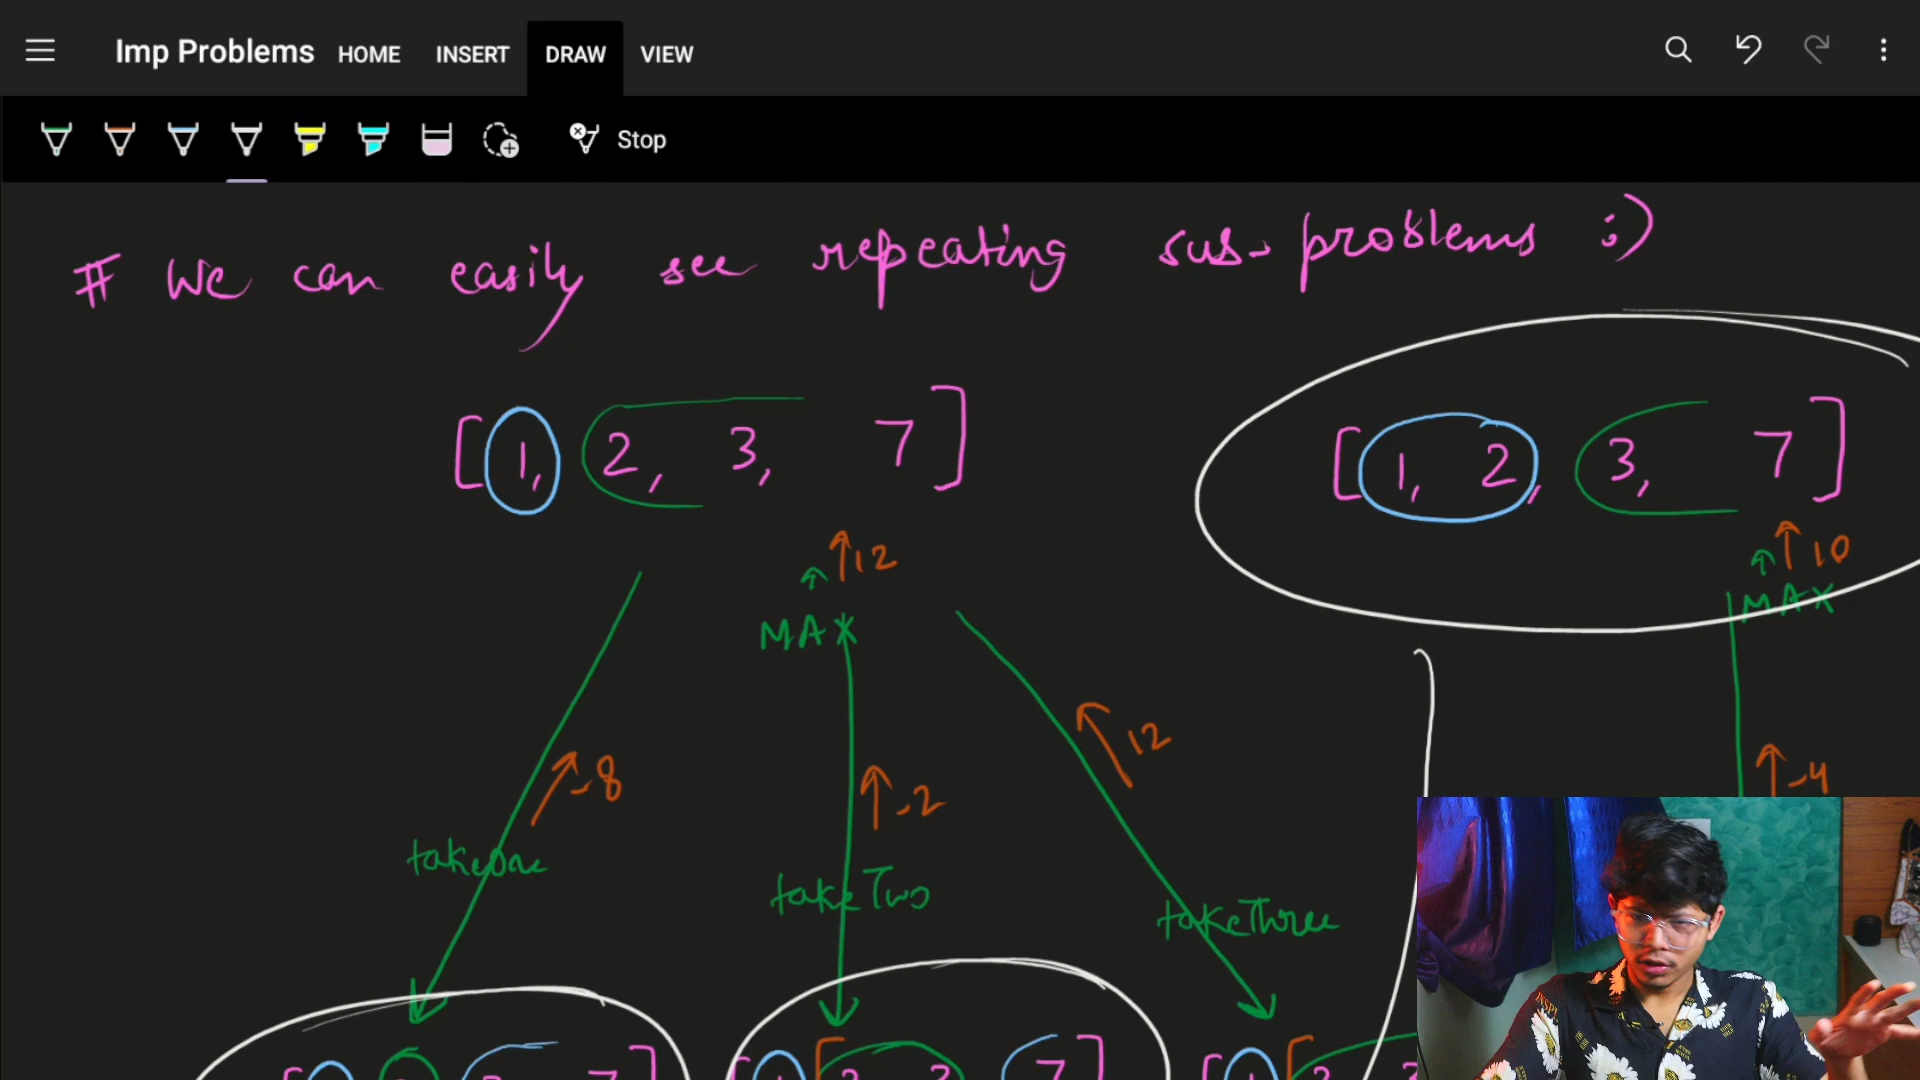 Imp Problems HOME INSERT DRAW VIEW
Stop
# We can easily see repeating sub-problems :)
[1, 2, 3, 7]
[1, 2, 3, 7]
↑12
↑10
MAX
MAX
12
-8
-2
-4
takeOne
takeTwo
takeThree